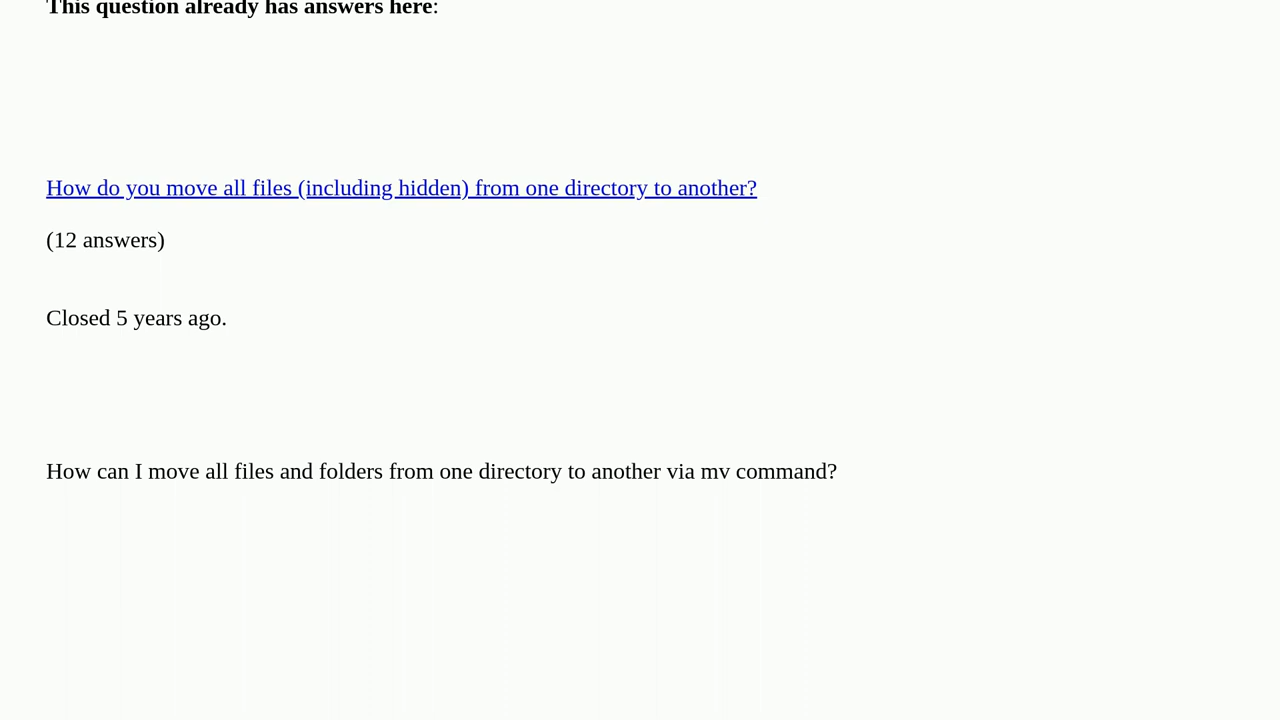 This question already has answers here:
How do you move all files (including hidden) from one directory to another?
(12 answers)
Closed 5 years ago.
How can I move all files and folders from one directory to another via mv command?